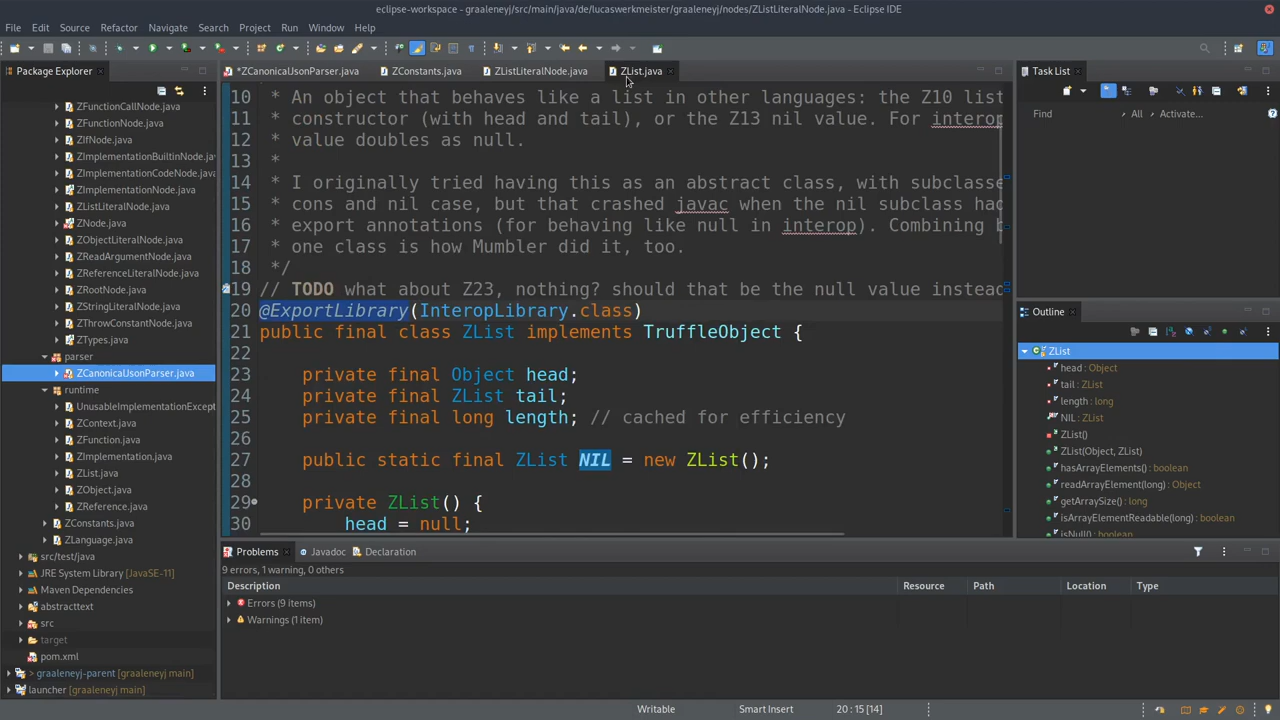 eclipse-workspace - graaleneyj/src/main/java/de/lucaswerkmeister/graaleneyj/nodes/ZListLiteralNode.java - Eclipse IDE
File Edit Source Refactor Navigate Search Project Run Window Help
Package Explorer
ZFunctionCallNode.java
ZFunctionNode.java
ZIfNode.java
ZImplementationBuiltinNode.java
ZImplementationCodeNode.java
ZImplementationNode.java
ZListLiteralNode.java
ZNode.java
ZObjectLiteralNode.java
ZReadArgumentNode.java
ZReferenceLiteralNode.java
ZRootNode.java
ZStringLiteralNode.java
ZThrowConstantNode.java
ZTypes.java
parser
ZCanonicalJsonParser.java
runtime
UnusableImplementationExcept
ZContext.java
ZFunction.java
ZImplementation.java
ZList.java
ZObject.java
ZReference.java
ZConstants.java
ZLanguage.java
src/test/java
JRE System Library [JavaSE-11]
Maven Dependencies
abstracttext
src
target
pom.xml
> graaleneyj-parent [graaleneyj main]
launcher [graaleneyj main]
*ZCanonicalJsonParser.java ZConstants.java ZListLiteralNode.java ZList.java
10 * An object that behaves like a list in other languages: the Z10 list
11 * constructor (with head and tail), or the Z13 nil value. For interop
12 * value doubles as null.
13 *
14 * I originally tried having this as an abstract class, with subclasse
15 * cons and nil case, but that crashed javac when the nil subclass had
16 * export annotations (for behaving like null in interop). Combining b
17 * one class is how Mumbler did it, too.
18 */
19 // TODO what about Z23, nothing? should that be the null value instead
20 @ExportLibrary(InteropLibrary.class)
21 public final class ZList implements TruffleObject {
22
23 private final Object head;
24 private final ZList tail;
25 private final long length; // cached for efficiency
26
27 public static final ZList NIL = new ZList();
28
29 private ZList() {
30 head = null;
Task List
Find All Activate...
Outline
ZList
head : Object
tail : ZList
length : long
NIL : ZList
ZList()
ZList(Object, ZList)
hasArrayElements() : boolean
readArrayElement(long) : Object
getArraySize() : long
isArrayElementReadable(long) : boolean
isNull() : boolean
Problems Javadoc Declaration
9 errors, 1 warning, 0 others
Description Resource Path Location Type
Errors (9 items)
Warnings (1 item)
Writable Smart Insert 20 : 15 [14]